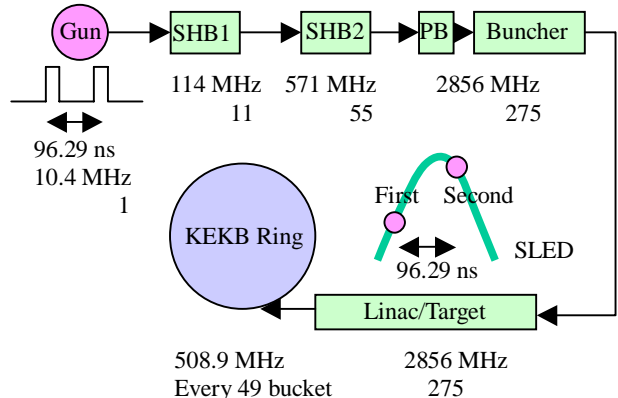 Gun
SHB1
SHB2
PB
Buncher
114 MHz
11
571 MHz
55
2856 MHz
275
96.29 ns
10.4 MHz
1
KEKB Ring
First
Second
96.29 ns
SLED
Linac/Target
508.9 MHz
Every 49 bucket
2856 MHz
275